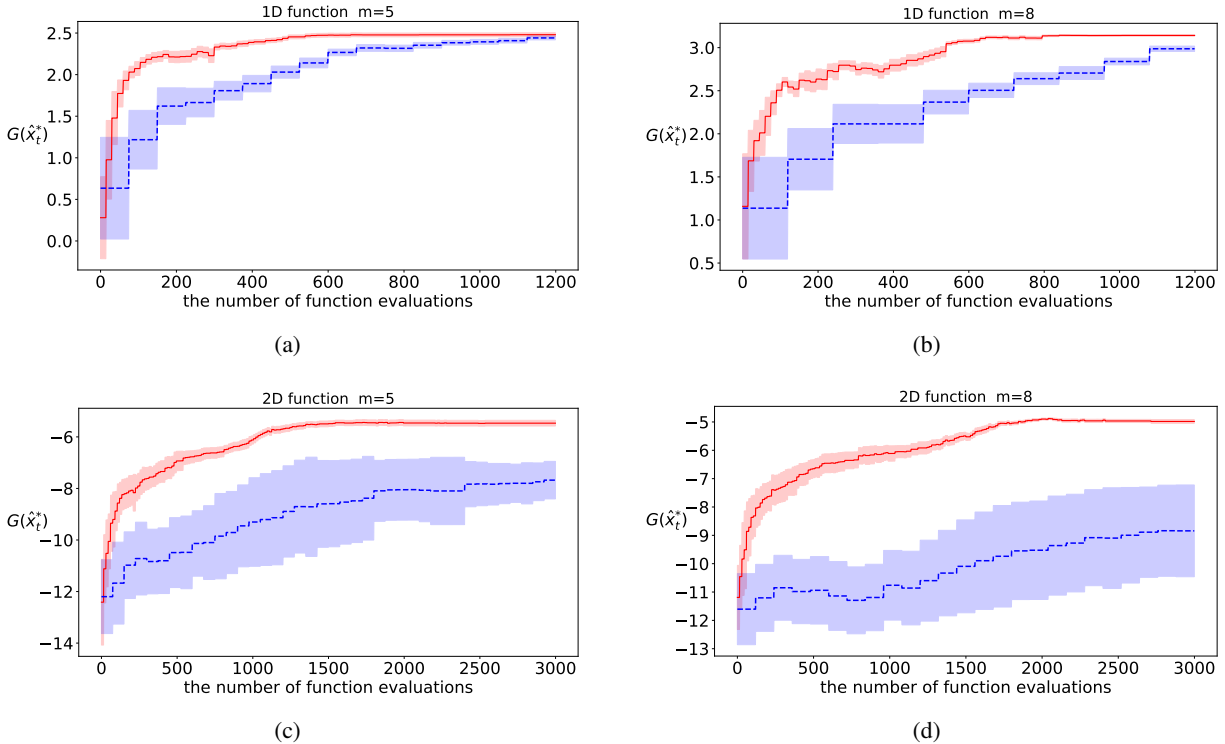 1D function m=5
2.5
2.0
1.5
G(x̂*t)
1.0
0.5
0.0
0 200 400 600 800 1000 1200
the number of function evaluations
(a)
1D function m=8
3.0
2.5
2.0
G(x̂*t)
1.5
1.0
0.5
0 200 400 600 800 1000 1200
the number of function evaluations
(b)
2D function m=5
−6
−8
G(x̂*t)
−10
−12
−14
0 500 1000 1500 2000 2500 3000
the number of function evaluations
(c)
2D function m=8
−5
−6
−7
−8
G(x̂*t)
−9
−10
−11
−12
−13
0 500 1000 1500 2000 2500 3000
the number of function evaluations
(d)